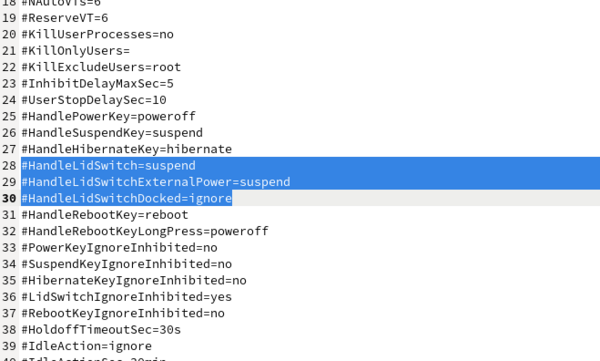 18 #NAutoVTs=6
19 #ReserveVT=6
20 #KillUserProcesses=no
21 #KillOnlyUsers=
22 #KillExcludeUsers=root
23 #InhibitDelayMaxSec=5
24 #UserStopDelaySec=10
25 #HandlePowerKey=poweroff
26 #HandleSuspendKey=suspend
27 #HandleHibernateKey=hibernate
28 #HandleLidSwitch=suspend
29 #HandleLidSwitchExternalPower=suspend
30 #HandleLidSwitchDocked=ignore
31 #HandleRebootKey=reboot
32 #HandleRebootKeyLongPress=poweroff
33 #PowerKeyIgnoreInhibited=no
34 #SuspendKeyIgnoreInhibited=no
35 #HibernateKeyIgnoreInhibited=no
36 #LidSwitchIgnoreInhibited=yes
37 #RebootKeyIgnoreInhibited=no
38 #HoldoffTimeoutSec=30s
39 #IdleAction=ignore
40 #IdleActionSec=30min